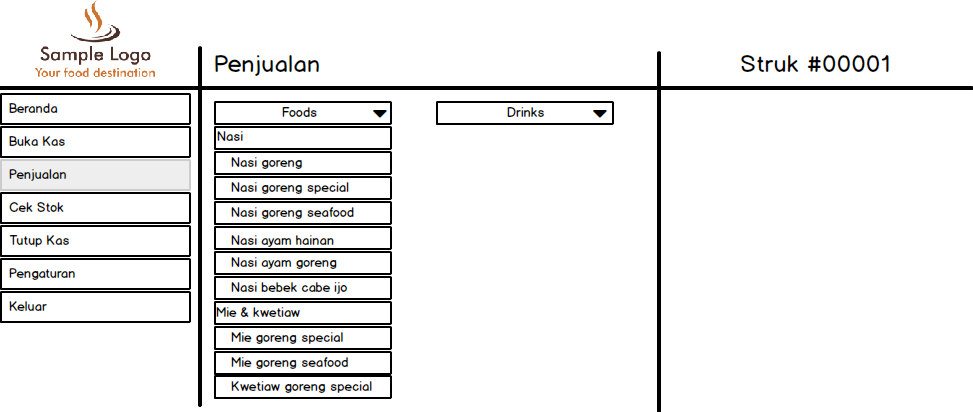 Sample Logo
Your food destination
Penjualan
Struk #00001
Beranda
Buka Kas
Penjualan
Cek Stok
Tutup Kas
Pengaturan
Keluar
Foods
Nasi
Nasi goreng
Nasi goreng special
Nasi goreng seafood
Nasi ayam hainan
Nasi ayam goreng
Nasi bebek cabe ijo
Mie & kwetiaw
Mie goreng special
Mie goreng seafood
Kwetiaw goreng special
Drinks